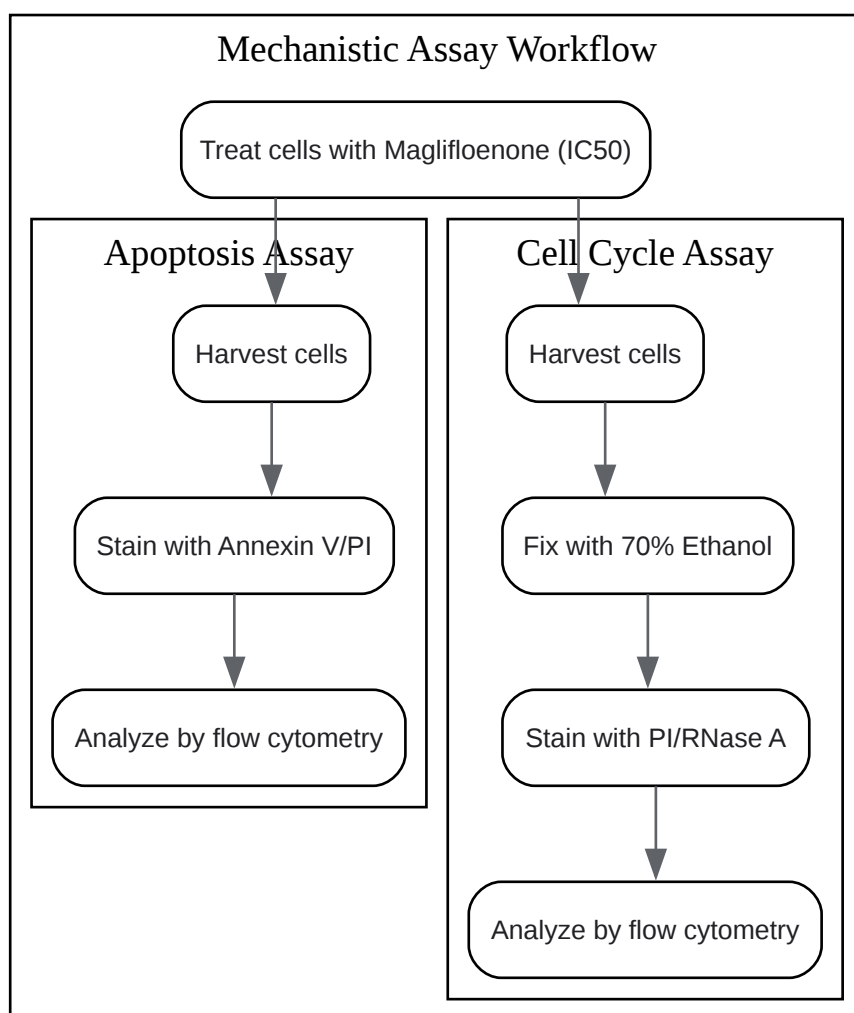 Mechanistic Assay Workflow
Treat cells with Maglifloenone (IC50)
Apoptosis Assay
Harvest cells
Stain with Annexin V/PI
Analyze by flow cytometry
Cell Cycle Assay
Harvest cells
Fix with 70% Ethanol
Stain with PI/RNase A
Analyze by flow cytometry